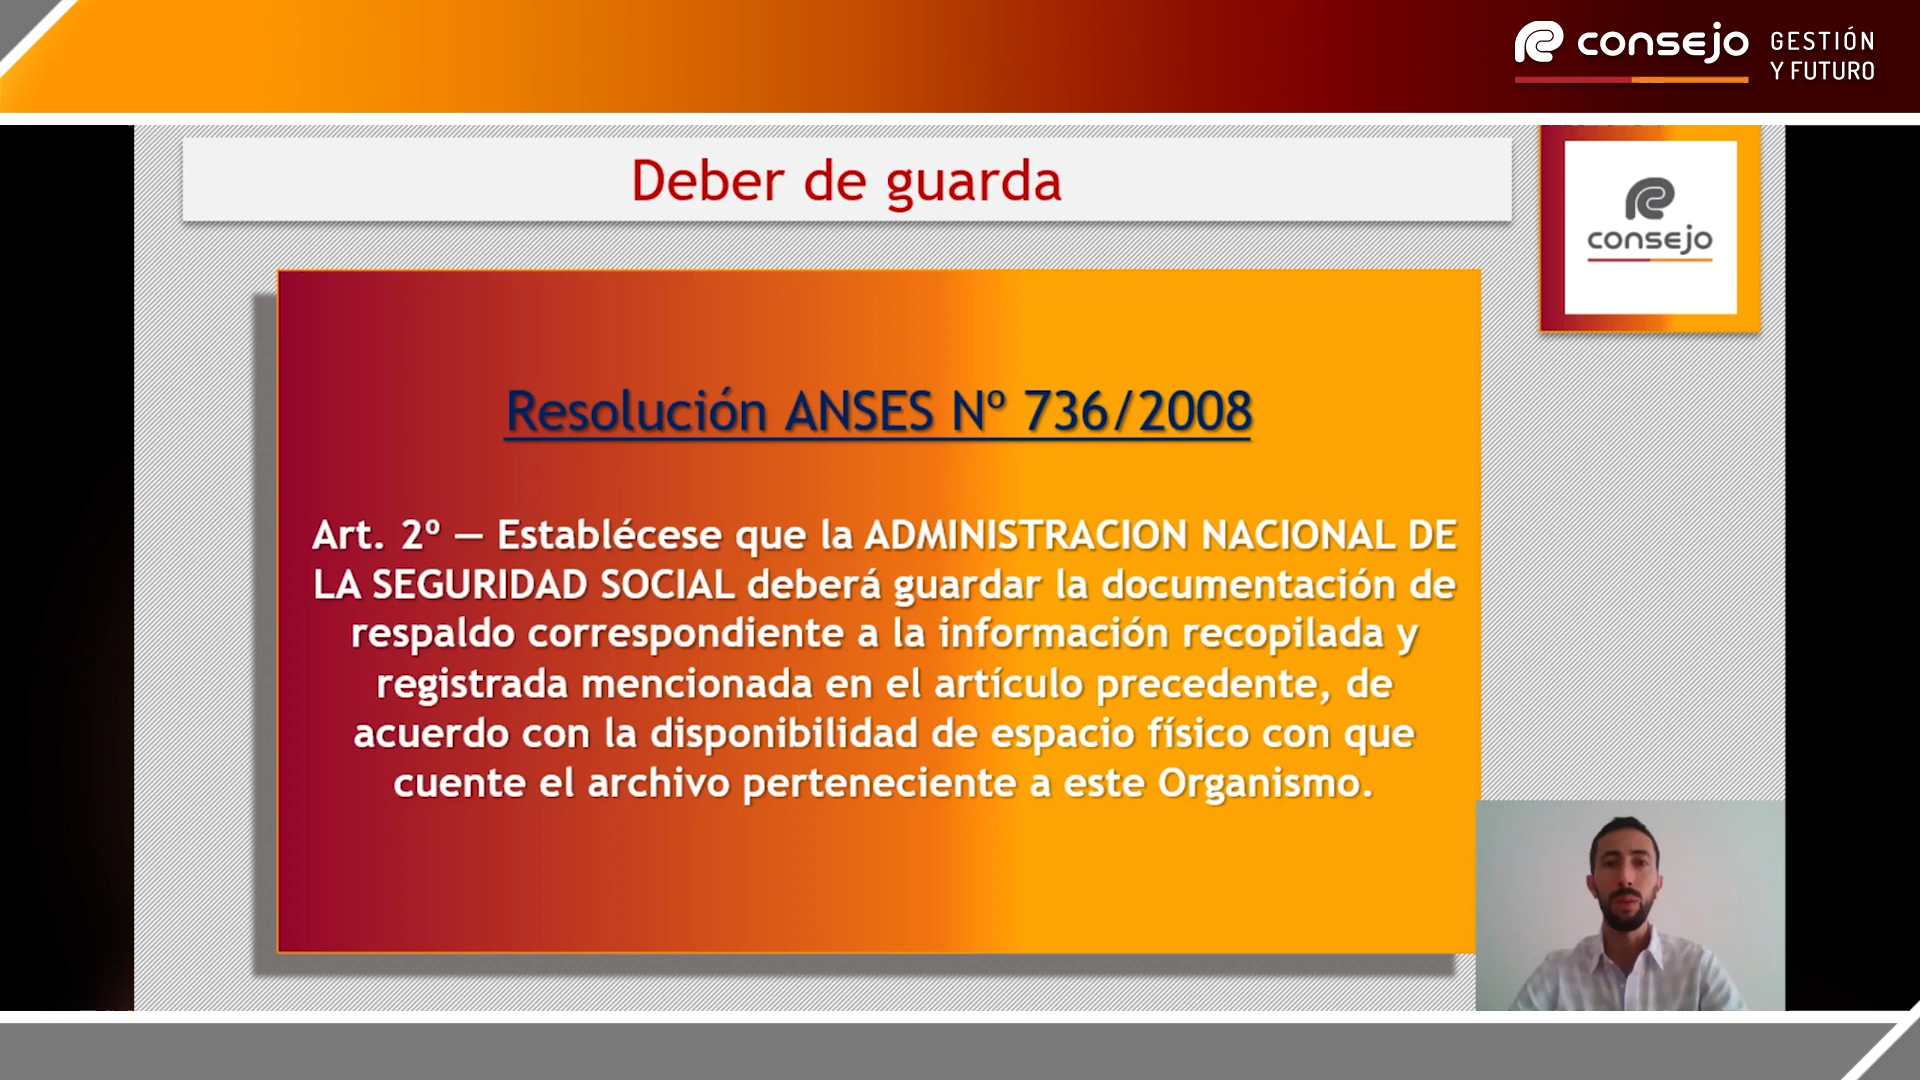 consejo
GESTIÓN
Y FUTURO
Deber de guarda
consejo
Resolución ANSES Nº 736/2008
Art. 2º — Establécese que la ADMINISTRACION NACIONAL DE
LA SEGURIDAD SOCIAL deberá guardar la documentación de
respaldo correspondiente a la información recopilada y
registrada mencionada en el artículo precedente, de
acuerdo con la disponibilidad de espacio físico con que
cuente el archivo perteneciente a este Organismo.